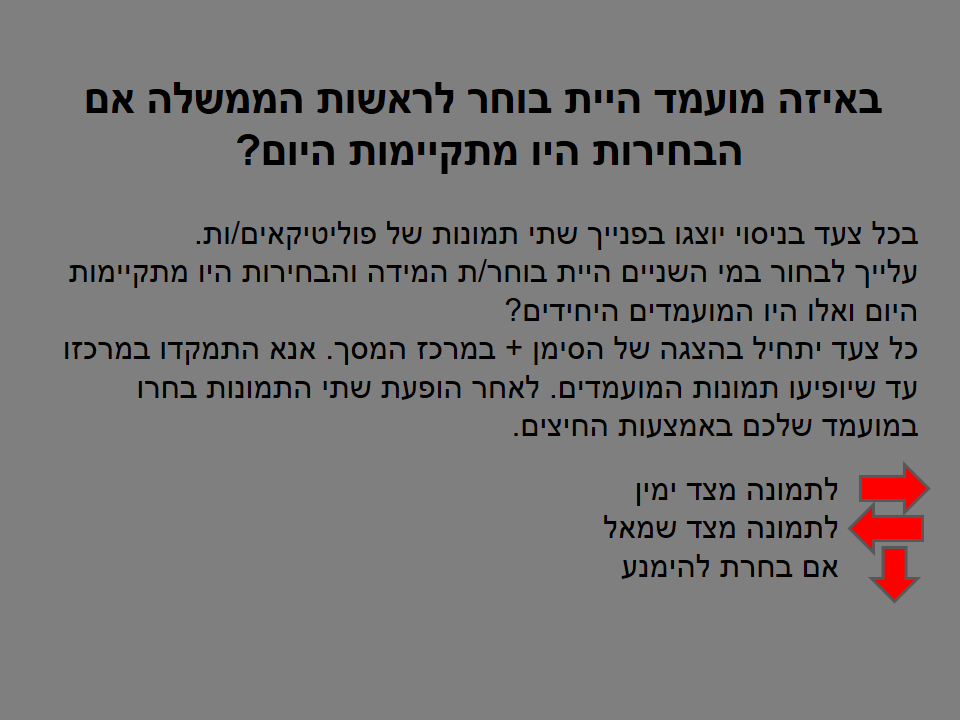 באיזה מועמד היית בוחר לראשות הממשלה אם
הבחירות היו מתקיימות היום?
בכל צעד בניסוי יוצגו בפנייך שתי תמונות של פוליטיקאים/ות.
עלייך לבחור במי השניים היית בוחר/ת המידה והבחירות היו מתקיימות
היום ואלו היו המועמדים היחידים?
כל צעד יתחיל בהצגה של הסימן + במרכז המסך. אנא התמקדו במרכזו
עד שיופיעו תמונות המועמדים. לאחר הופעת שתי התמונות בחרו
במועמד שלכם באמצעות החיצים.
לתמונה מצד ימין
לתמונה מצד שמאל
אם בחרת להימנע